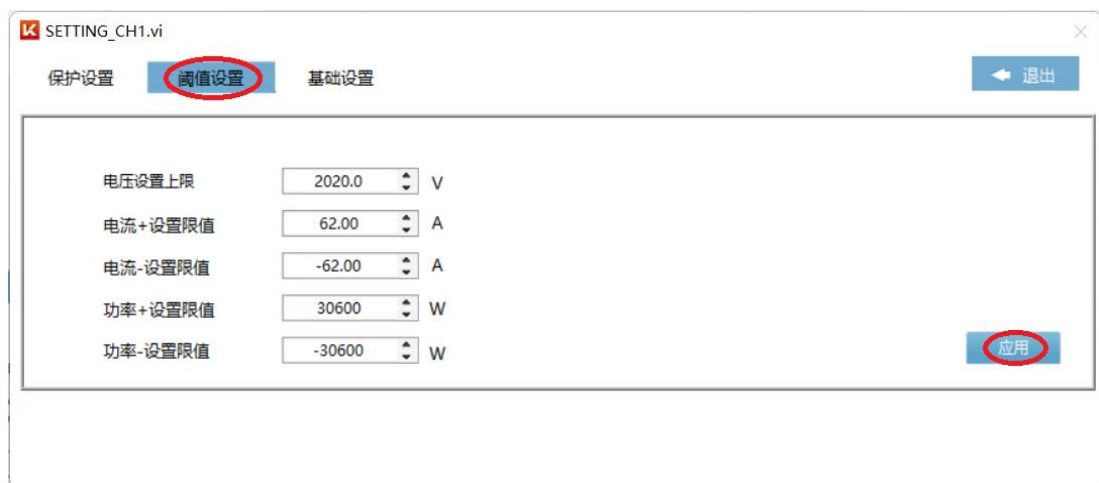 SETTING_CH1.vi
保护设置 阈值设置 基础设置 退出
电压设置上限 2020.0 V
电流+设置限值 62.00 A
电流-设置限值 -62.00 A
功率+设置限值 30600 W
功率-设置限值 -30600 W
应用